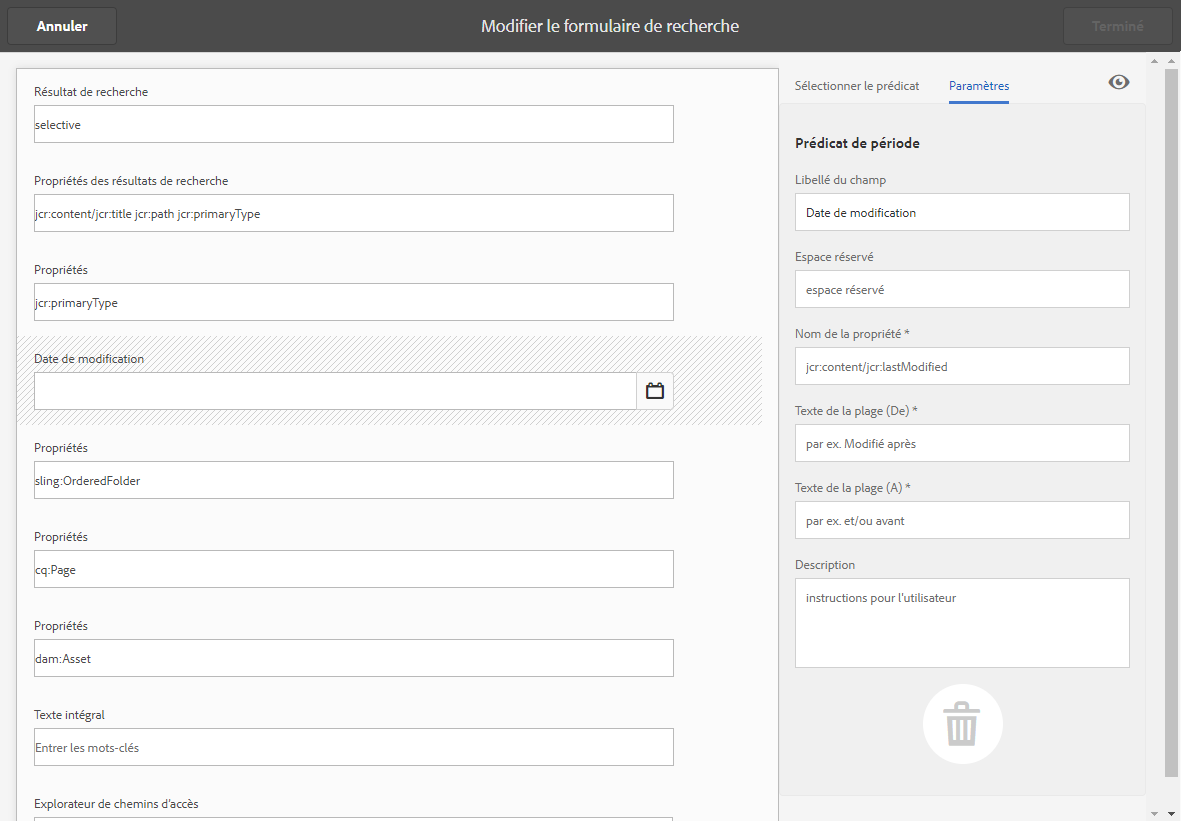 Annuler
Modifier le formulaire de recherche
Terminé
Résultat de recherche
selective
Propriétés des résultats de recherche
jcr:content/jcr:title jcr:path jcr:primaryType
Propriétés
jcr:primaryType
Date de modification
Propriétés
sling:OrderedFolder
Propriétés
cq:Page
Propriétés
dam:Asset
Texte intégral
Entrer les mots-clés
Explorateur de chemins d'accès
Sélectionner le prédicat
Paramètres
Prédicat de période
Libellé du champ
Date de modification
Espace réservé
espace réservé
Nom de la propriété *
jcr:content/jcr:lastModified
Texte de la plage (De) *
par ex. Modifié après
Texte de la plage (A) *
par ex. et/ou avant
Description
instructions pour l'utilisateur